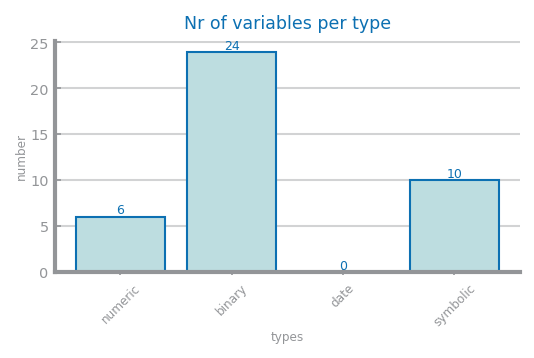 Nr of variables per type
number
25
20
15
10
5
0
6
24
0
10
numeric
binary
date
symbolic
types